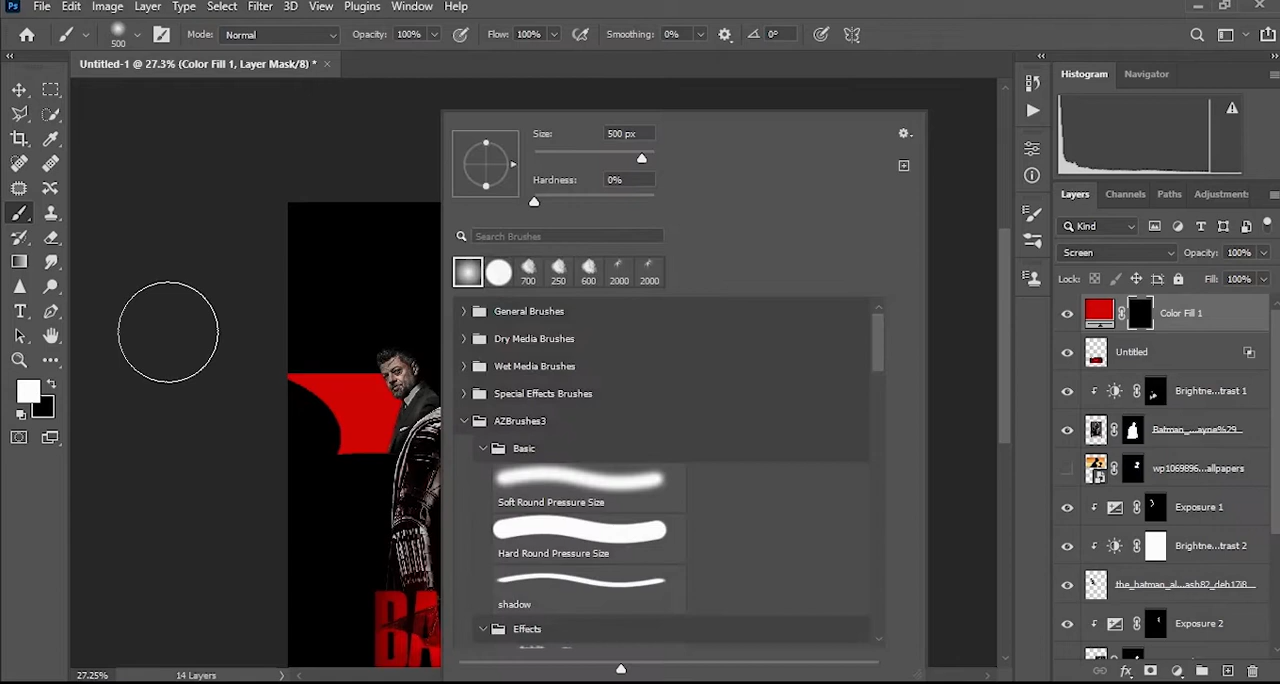 Ps File Edit Image Layer Type Select Filter 3D View Plugins Window Help
500 Mode: Normal Opacity: 100% Flow: 100% Smoothing: 0% 0°
Untitled-1 @ 27.3% (Color Fill 1, Layer Mask/8) *
Size: 500 px
Hardness: 0%
Search Brushes
700 250 600 2000 2000
General Brushes
Dry Media Brushes
Wet Media Brushes
Special Effects Brushes
AZBrushes3
Basic
Soft Round Pressure Size
Hard Round Pressure Size
shadow
Effects
BA
27.25% 14 Layers
Histogram Navigator
Layers Channels Paths Adjustments
Kind
Screen Opacity: 100%
Lock: Fill: 100%
Color Fill 1
Untitled
Brightne...trast 1
Batman_...ayne%29_
wp1069896...allpapers
Exposure 1
Brightne...trast 2
Exposure 2